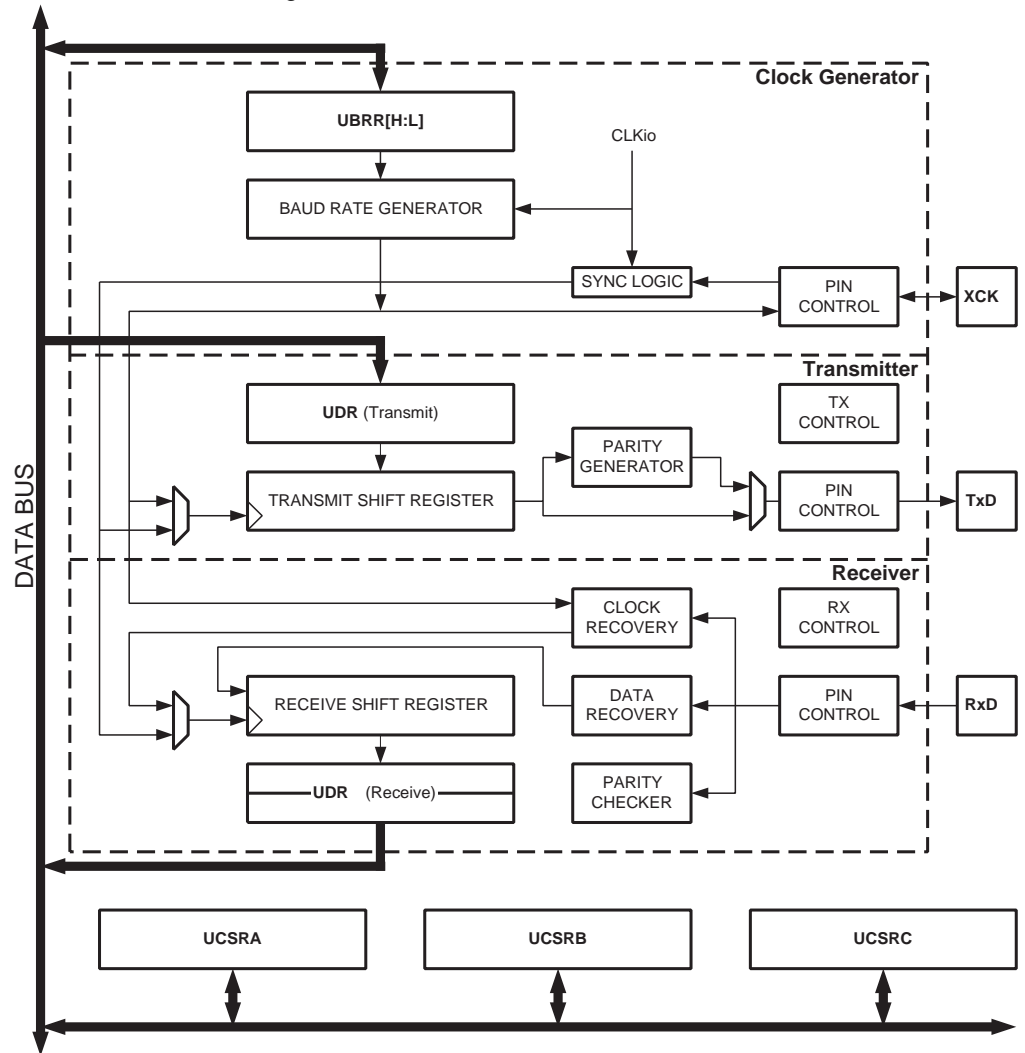 Clock Generator
UBRR[H:L]
CLKio
BAUD RATE GENERATOR
SYNC LOGIC
PIN
CONTROL
XCK
Transmitter
UDR (Transmit)
TX
CONTROL
PARITY
GENERATOR
TRANSMIT SHIFT REGISTER
PIN
CONTROL
TxD
DATA BUS
Receiver
CLOCK
RECOVERY
RX
CONTROL
RECEIVE SHIFT REGISTER
DATA
RECOVERY
PIN
CONTROL
RxD
UDR (Receive)
PARITY
CHECKER
UCSRA
UCSRB
UCSRC